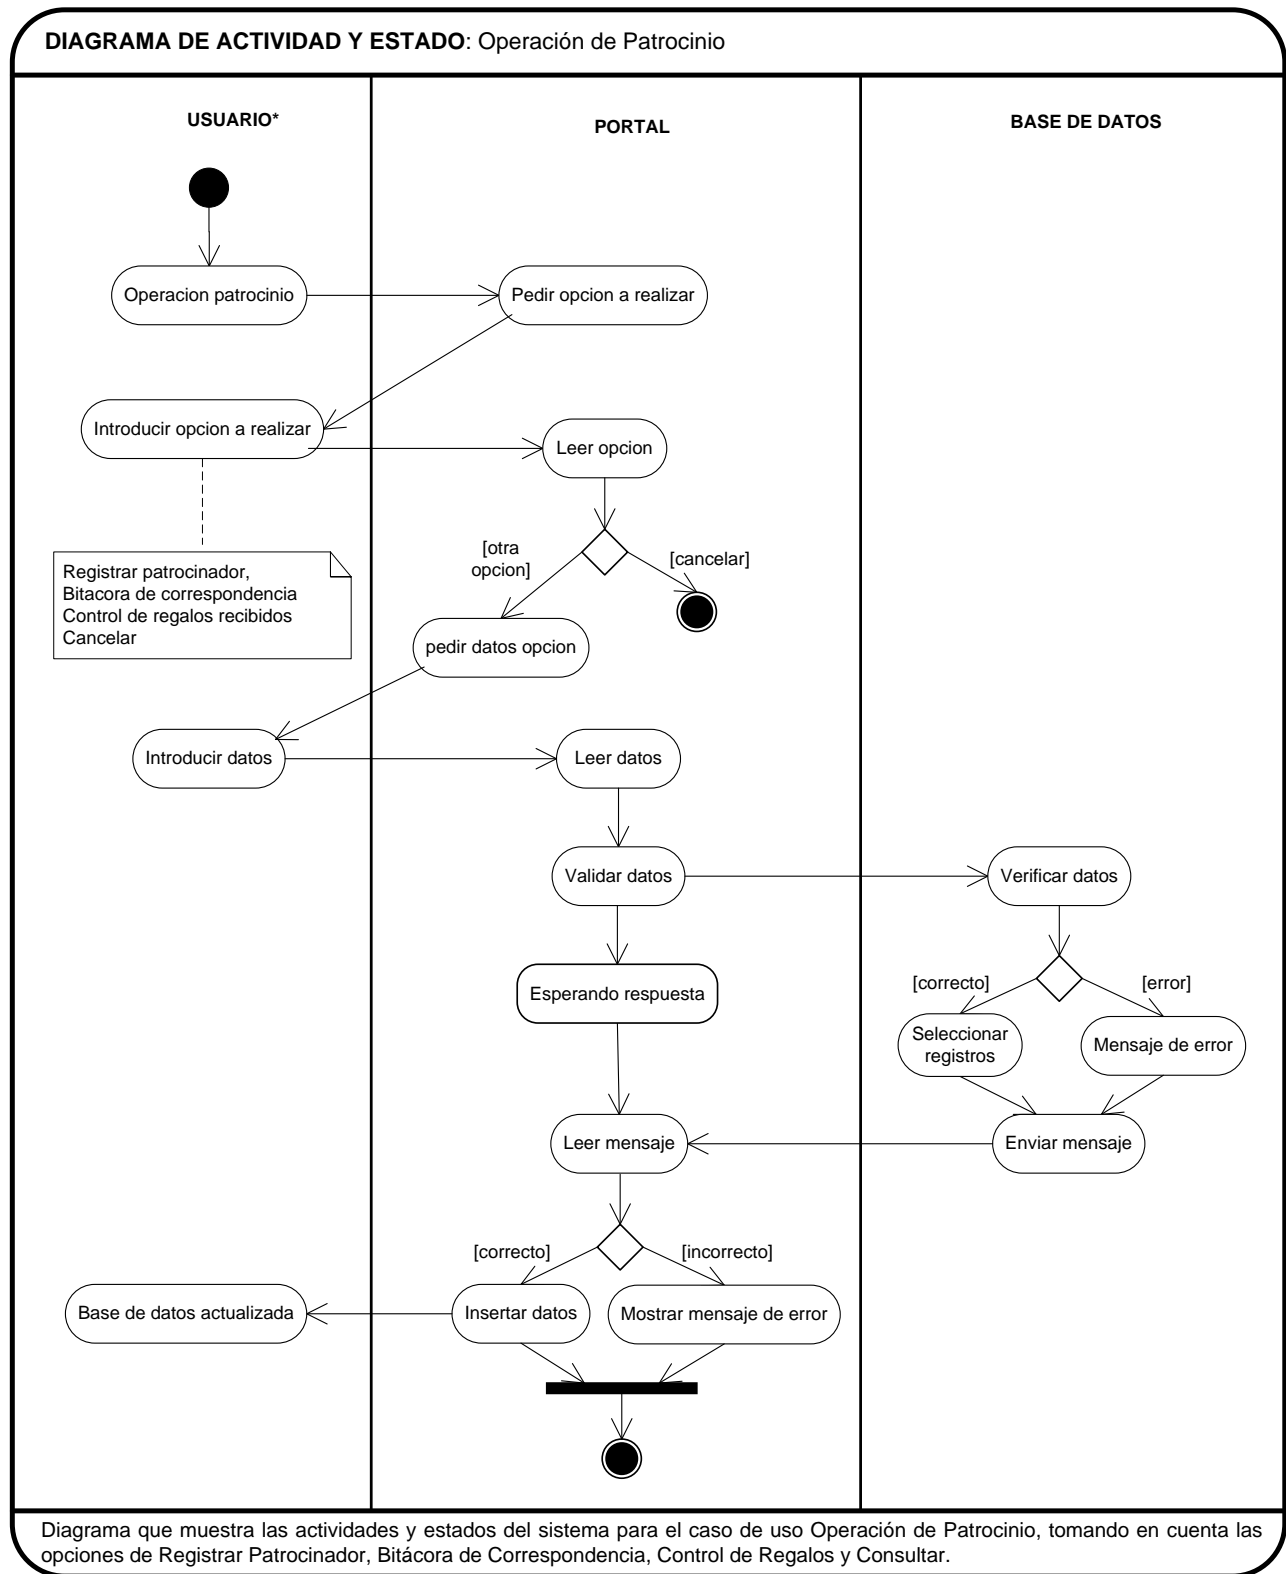 DIAGRAMA DE ACTIVIDAD Y ESTADO: Operación de Patrocinio
USUARIO*
PORTAL
BASE DE DATOS
Operacion patrocinio
Pedir opcion a realizar
Introducir opcion a realizar
Leer opcion
[otra
opcion]
[cancelar]
Registrar patrocinador,
Bitacora de correspondencia
Control de regalos recibidos
Cancelar
pedir datos opcion
Introducir datos
Leer datos
Validar datos
Verificar datos
Esperando respuesta
[correcto]
[error]
Seleccionar
registros
Mensaje de error
Leer mensaje
Enviar mensaje
[correcto]
[incorrecto]
Base de datos actualizada
Insertar datos
Mostrar mensaje de error
Diagrama que muestra las actividades y estados del sistema para el caso de uso Operación de Patrocinio, tomando en cuenta las
opciones de Registrar Patrocinador, Bitácora de Correspondencia, Control de Regalos y Consultar.